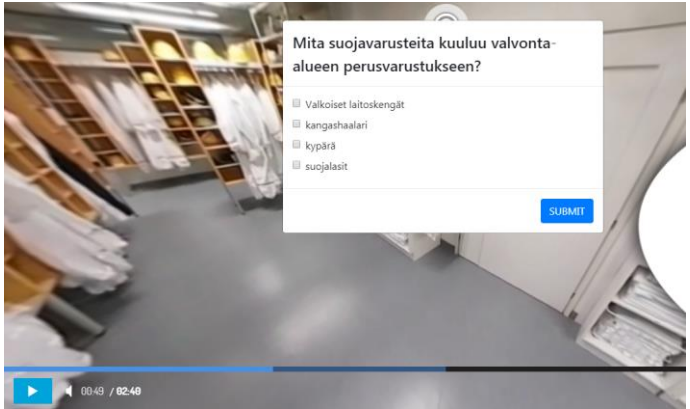 Mita suojavarusteita kuuluu valvonta-
alueen perusvarustukseen?
Valkoiset laitoskengät
kangashaalari
kypärä
suojalasit
SUBMIT
00:49 / 02:40